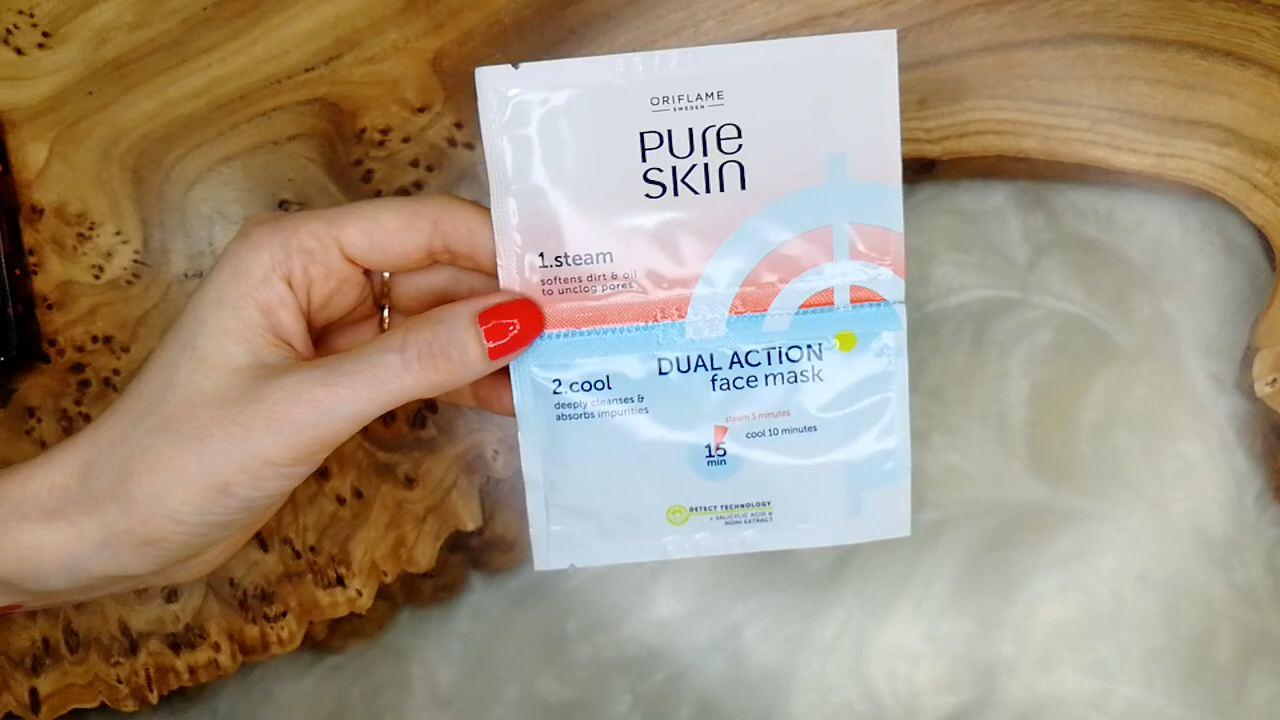 ORIFLAME
SWEDEN
PURE
SKIN
1.steam
softens dirt & oil
to unclog pores
DUAL ACTION
face mask
2.cool
deeply cleanses &
absorbs impurities
steam 5 minutes
cool 10 minutes
15
min
DETECT TECHNOLOGY
+ SALICYLIC ACID &
NORI EXTRACT